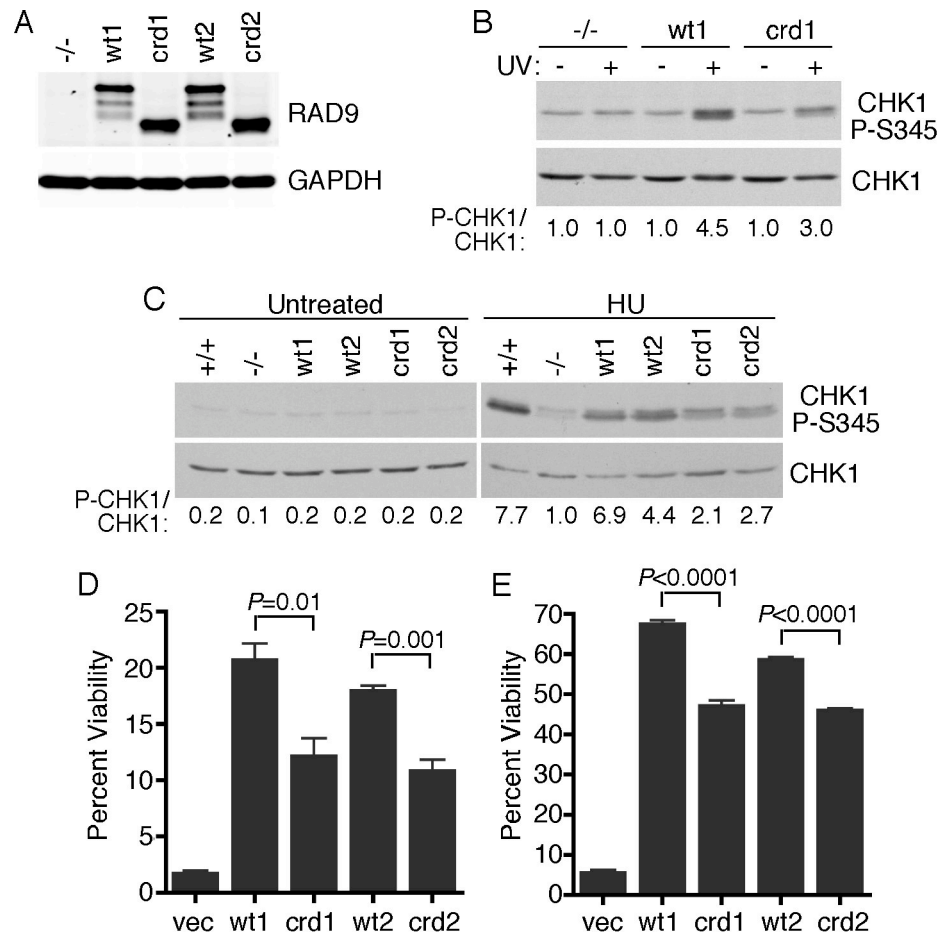 A
-/- wt1 crd1 wt2 crd2
RAD9
GAPDH
B
-/- wt1 crd1
UV: - + - + - +
CHK1
P-S345
CHK1
P-CHK1/
CHK1: 1.0 1.0 1.0 4.5 1.0 3.0
C
Untreated HU
+/+ -/- wt1 wt2 crd1 crd2 +/+ -/- wt1 wt2 crd1 crd2
CHK1
P-S345
CHK1
P-CHK1/
CHK1: 0.2 0.1 0.2 0.2 0.2 0.2 7.7 1.0 6.9 4.4 2.1 2.7
D
P=0.01
P=0.001
Percent Viability
25
20
15
10
5
0
vec wt1 crd1 wt2 crd2
E
P<0.0001
P<0.0001
Percent Viability
70
60
50
40
70
20
10
0
vec wt1 crd1 wt2 crd2